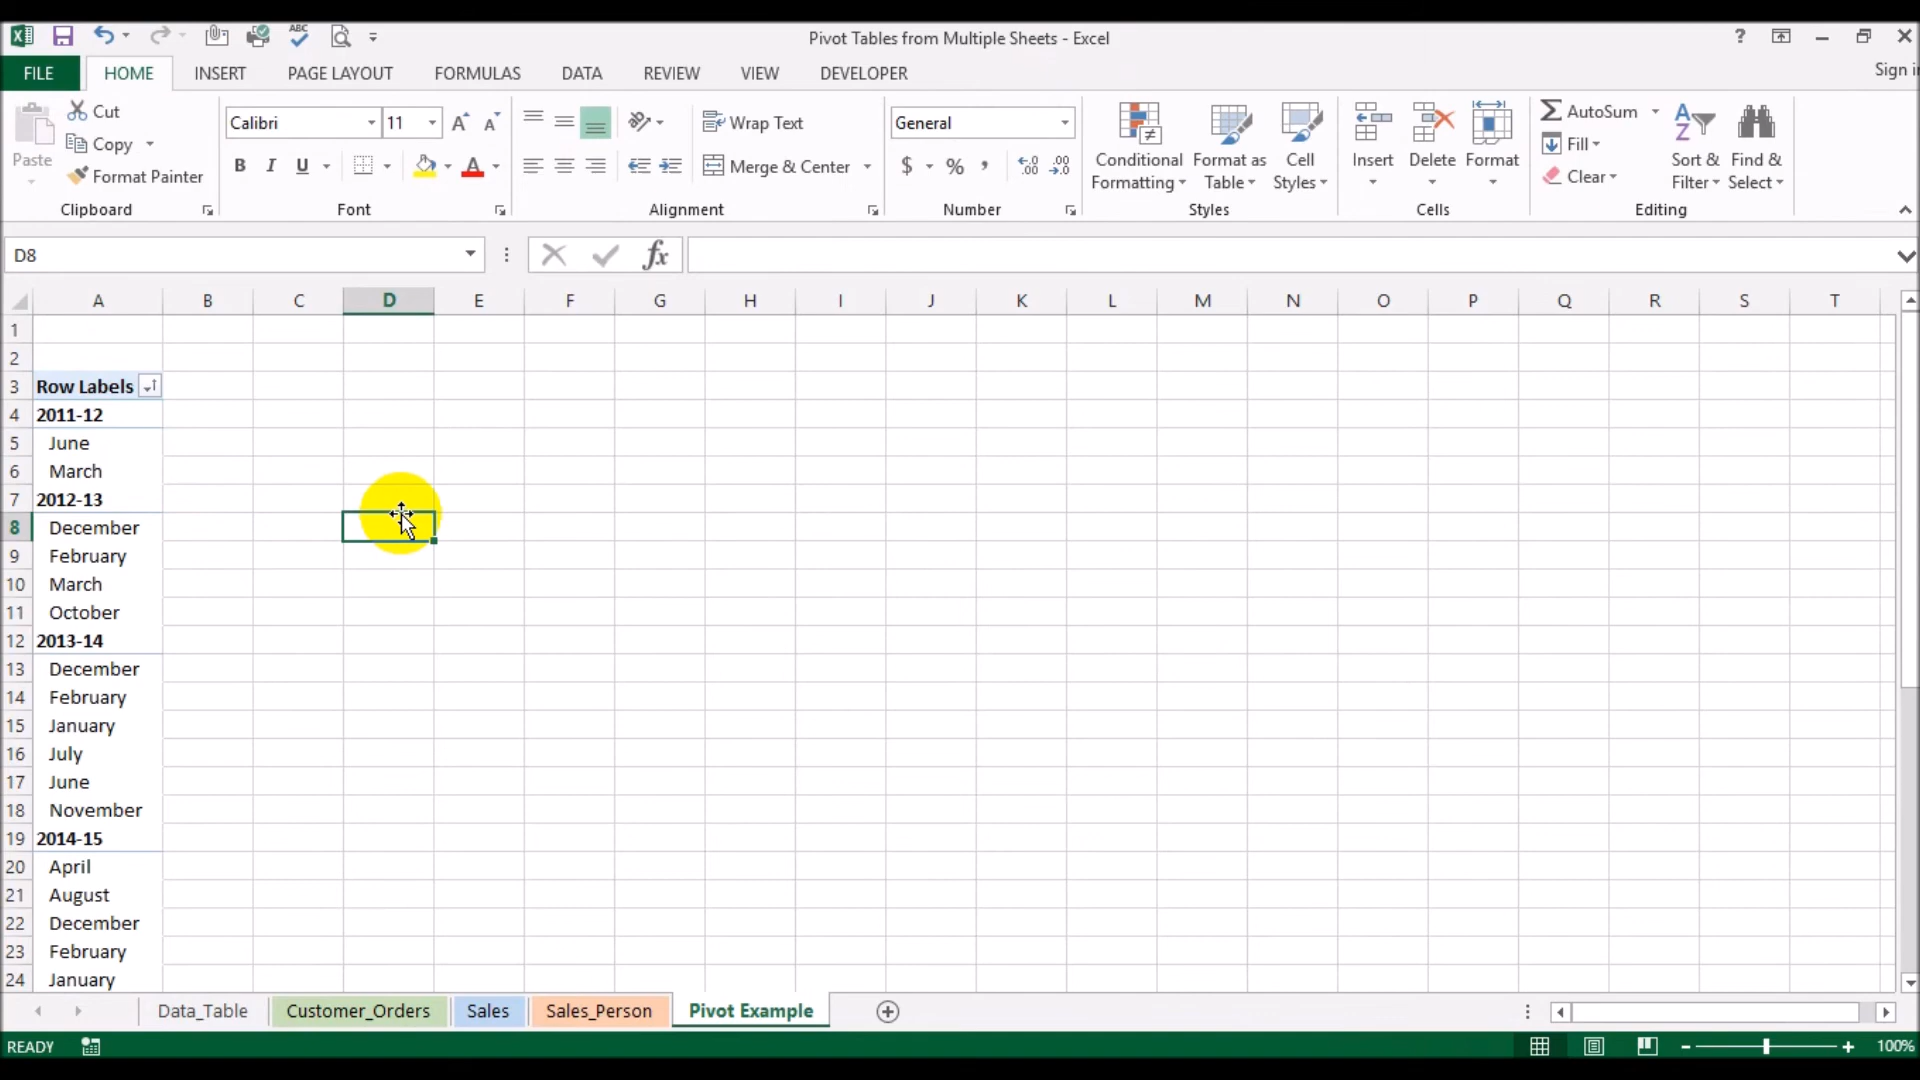 Pivot Tables from Multiple Sheets - Excel
?
Sign i
FILE HOME INSERT PAGE LAYOUT FORMULAS DATA REVIEW VIEW DEVELOPER
Paste
Cut
Copy
Format Painter
Clipboard
Calibri 11 A A
B I U A
Font
Wrap Text
Merge & Center
Alignment
General
$ % ,
Number
Conditional Formatting
Format as Table
Cell Styles
Styles
Insert
Delete
Format
Cells
AutoSum
Fill
Clear
Sort & Filter
Find & Select
Editing
D8
fx
A B C D E F G H I J K L M N O P Q R S T
1
2
3 Row Labels
4 2011-12
5 June
6 March
7 2012-13
8 December
9 February
10 March
11 October
12 2013-14
13 December
14 February
15 January
16 July
17 June
18 November
19 2014-15
20 April
21 August
22 December
23 February
24 January
Data_Table Customer_Orders Sales Sales_Person Pivot Example
READY
100%